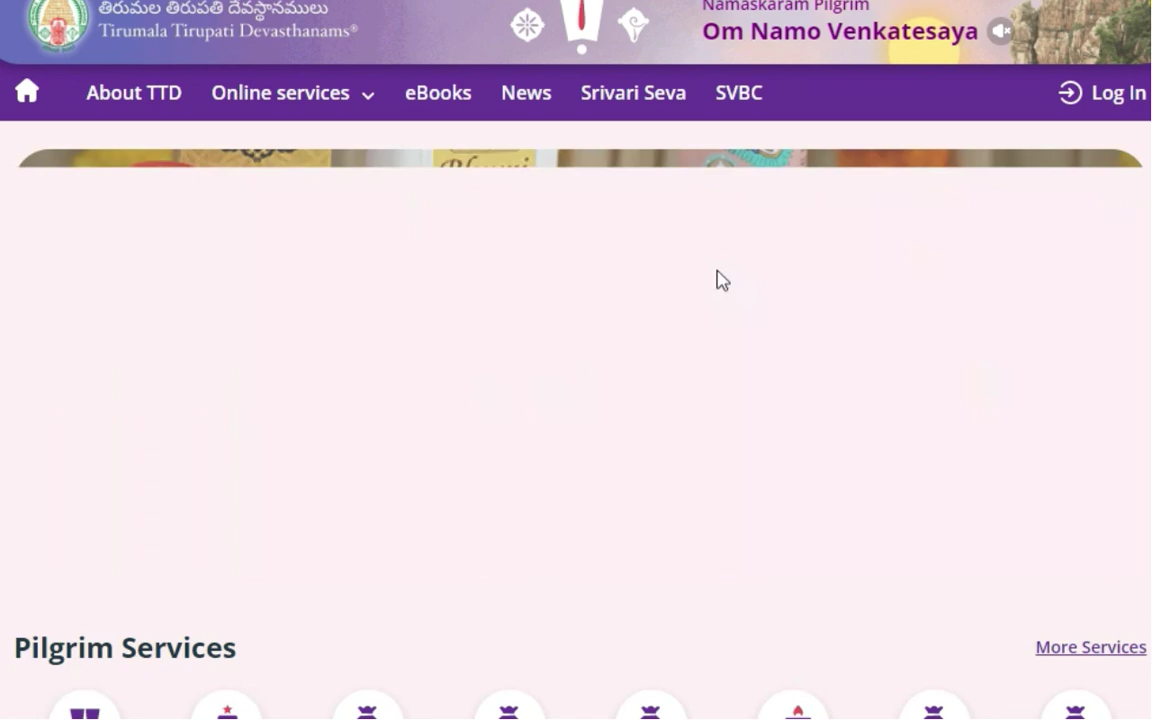 తిరుమల తిరుపతి దేవస్థానములు
Tirumala Tirupati Devasthanams®
Namaskaram Pilgrim
Om Namo Venkatesaya
About TTD
Online services
eBooks
News
Srivari Seva
SVBC
Log In
Pilgrim Services
More Services